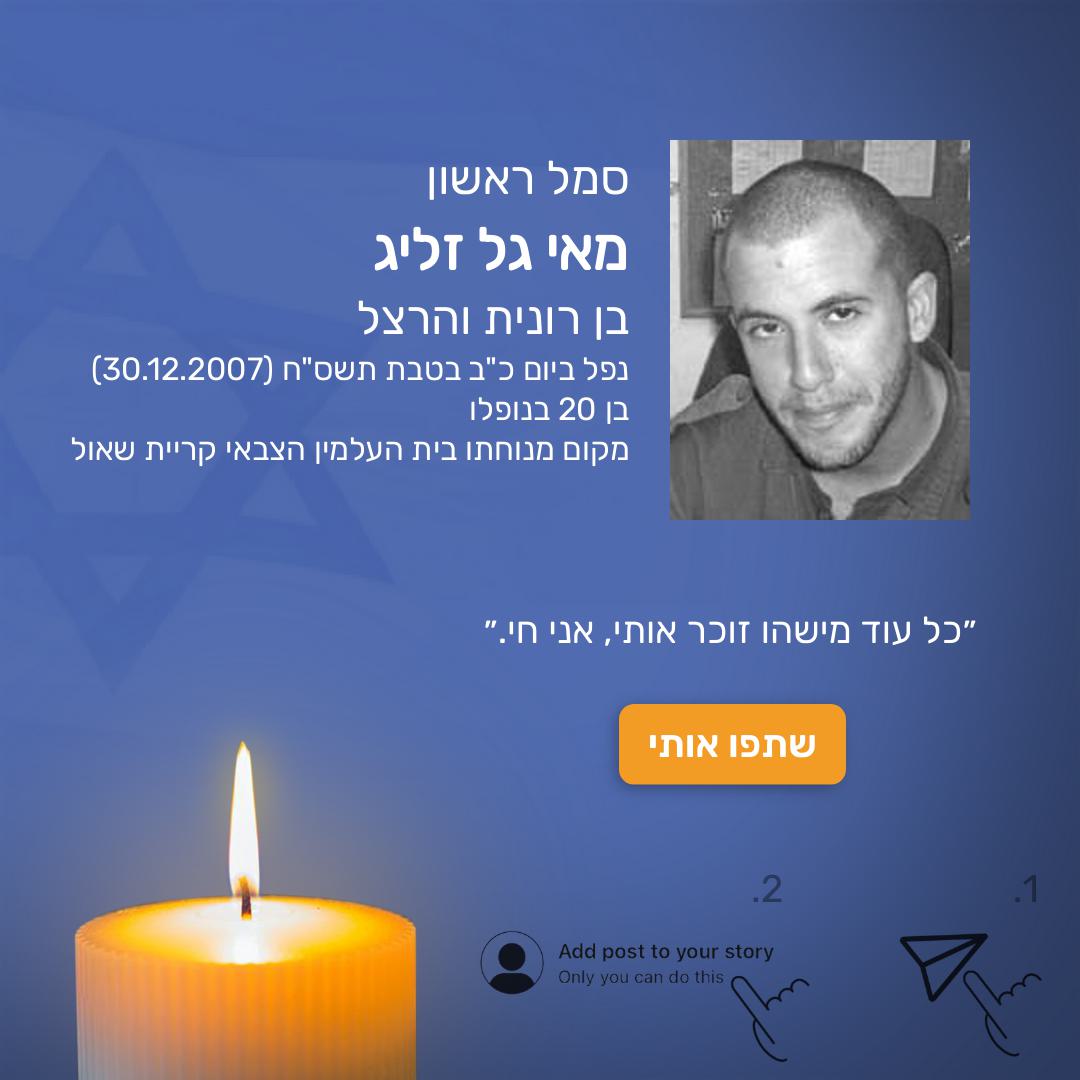 סמל ראשון
מאי גל זליג
בן רונית והרצל
נפל ביום כ"ב בטבת תשס"ח (30.12.2007)
בן 20 בנופלו
מקום מנוחתו בית העלמין הצבאי קריית שאול
״כל עוד מישהו זוכר אותי, אני חי.״
שתפו אותי
1.
2.
Add post to your story
Only you can do this